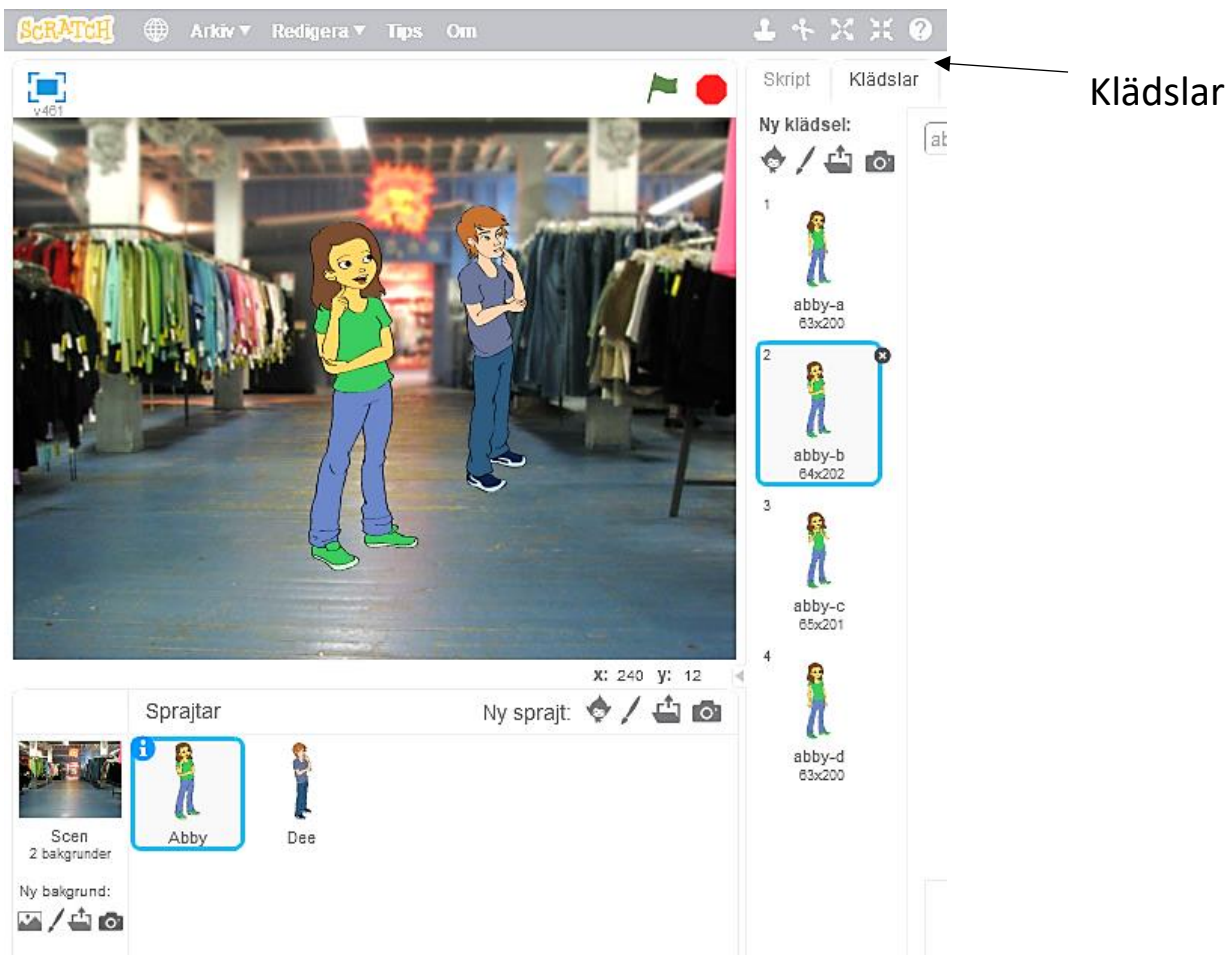 SCRATCH Arkiv Redigera Tips Om
v461
Skript Klädslar
Klädslar
Ny klädsel:
1
abby-a
63x200
2
abby-b
64x202
3
abby-c
65x201
4
abby-d
63x200
x: 240 y: 12
Sprajtar Ny sprajt:
Scen
2 bakgrunder
Abby
Dee
Ny bakgrund: